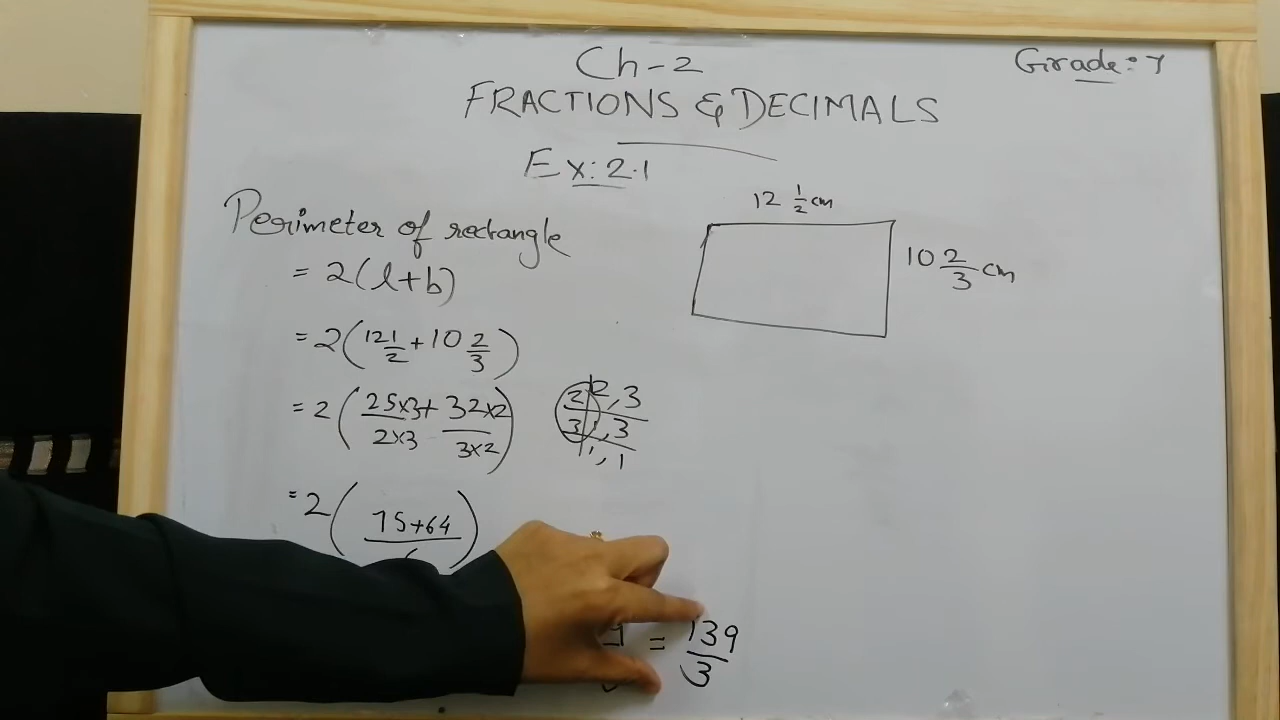 Ch-2
Grade: 7
FRACTIONS & DECIMALS
Ex: 2.1
12 1/2 cm
10 2/3 cm
Perimeter of rectangle
= 2(l+b)
= 2(12 1/2 + 10 2/3)
= 2(25×3/2×3 + 32×2/3×2)
2 | 2, 3
3 | 1, 3
1, 1
= 2(75+64/6)
= 139/3